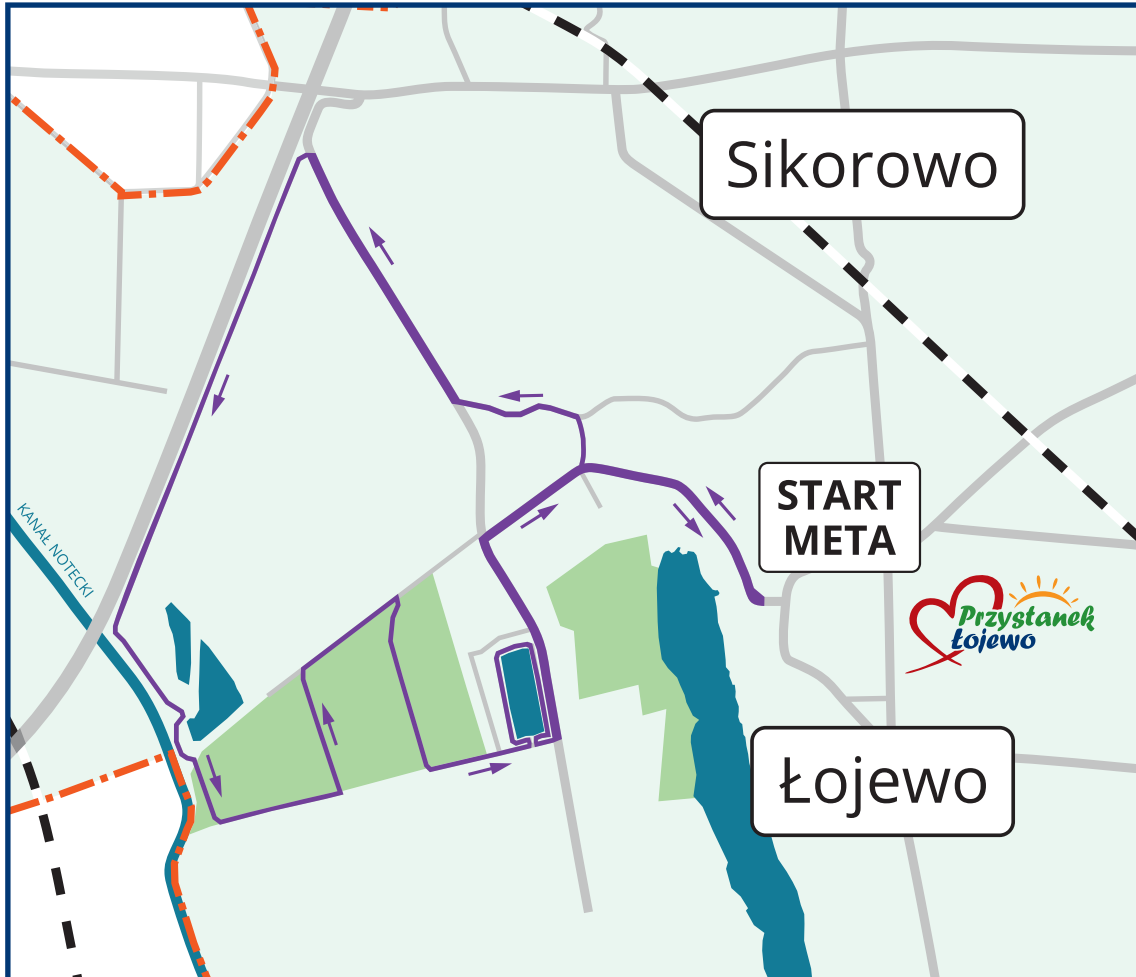 Sikorowo
START
META
KANAŁ NOTECKI
Przystanek
Łojewo
Łojewo